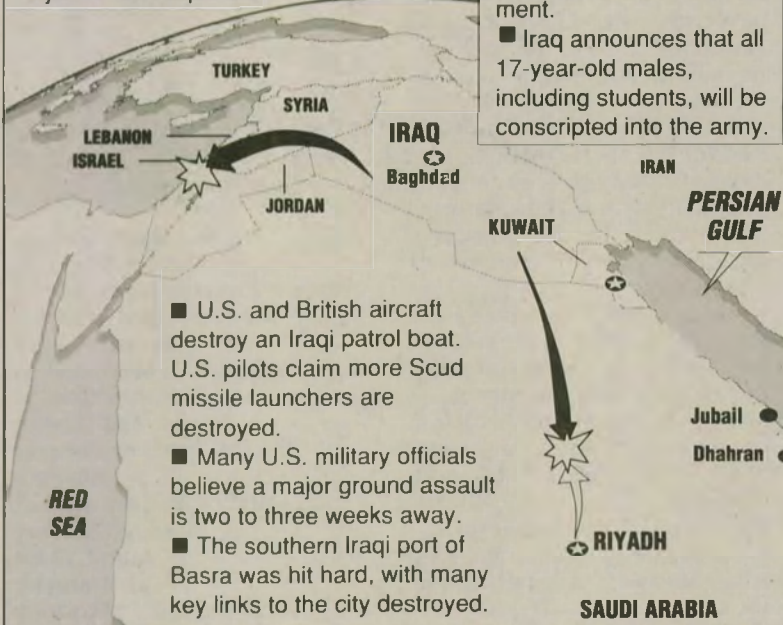 ment.
■ Iraq announces that all
17-year-old males,
including students, will be
conscripted into the army.
TURKEY
SYRIA
LEBANON
ISRAEL
IRAQ
Baghdad
JORDAN
IRAN
PERSIAN
GULF
KUWAIT
■ U.S. and British aircraft
destroy an Iraqi patrol boat.
U.S. pilots claim more Scud
missile launchers are
destroyed.
■ Many U.S. military officials
believe a major ground assault
is two to three weeks away.
■ The southern Iraqi port of
Basra was hit hard, with many
key links to the city destroyed.
Jubail
Dhahran
RED
SEA
RIYADH
SAUDI ARABIA